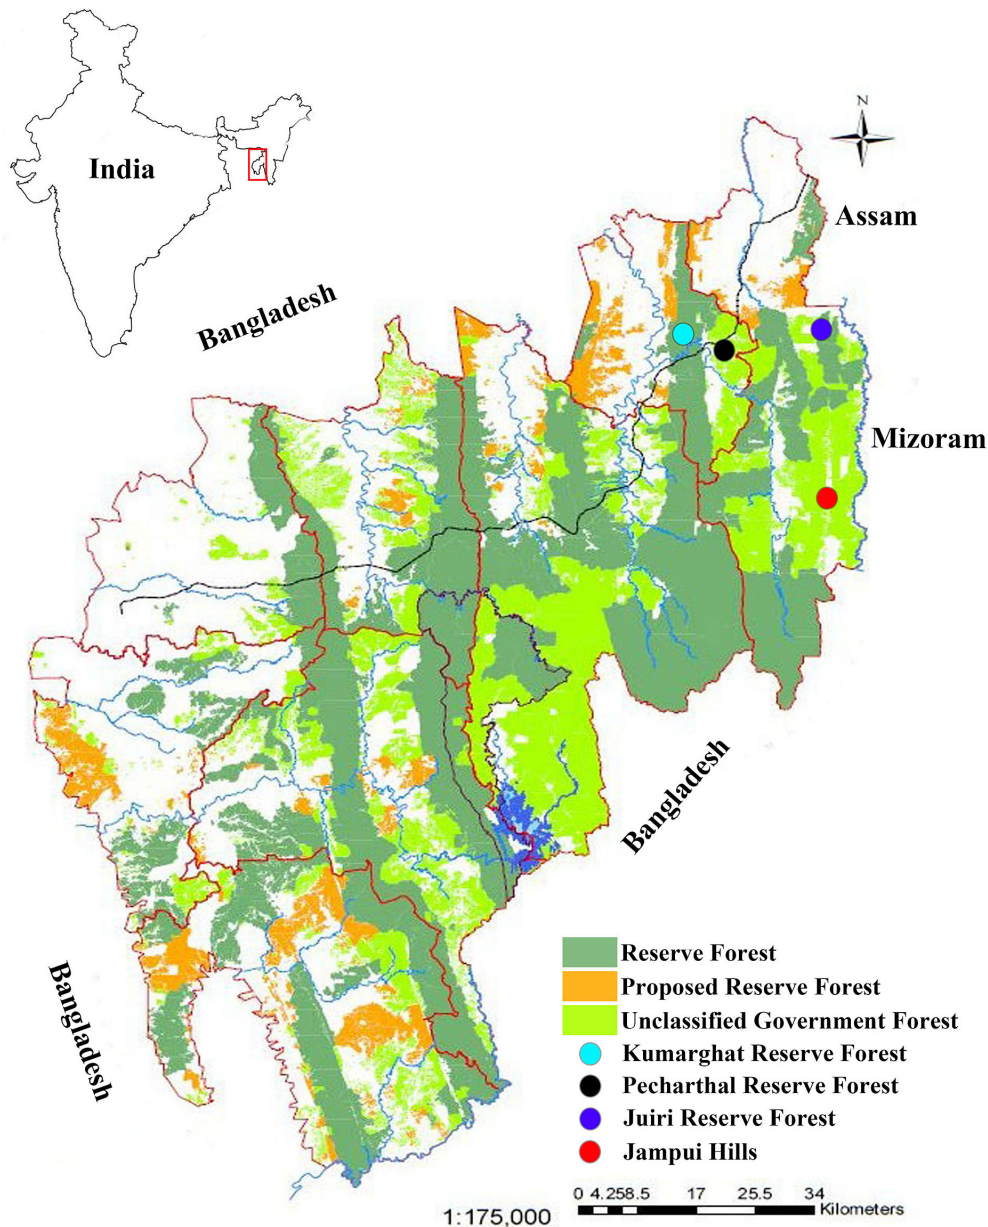 N
India
Assam
Bangladesh
Mizoram
Bangladesh
Bangladesh
Reserve Forest
Proposed Reserve Forest
Unclassified Government Forest
Kumarghat Reserve Forest
Pecharthal Reserve Forest
Juiri Reserve Forest
Jampui Hills
0 4.258.5 17 25.5 34
Kilometers
1:175,000